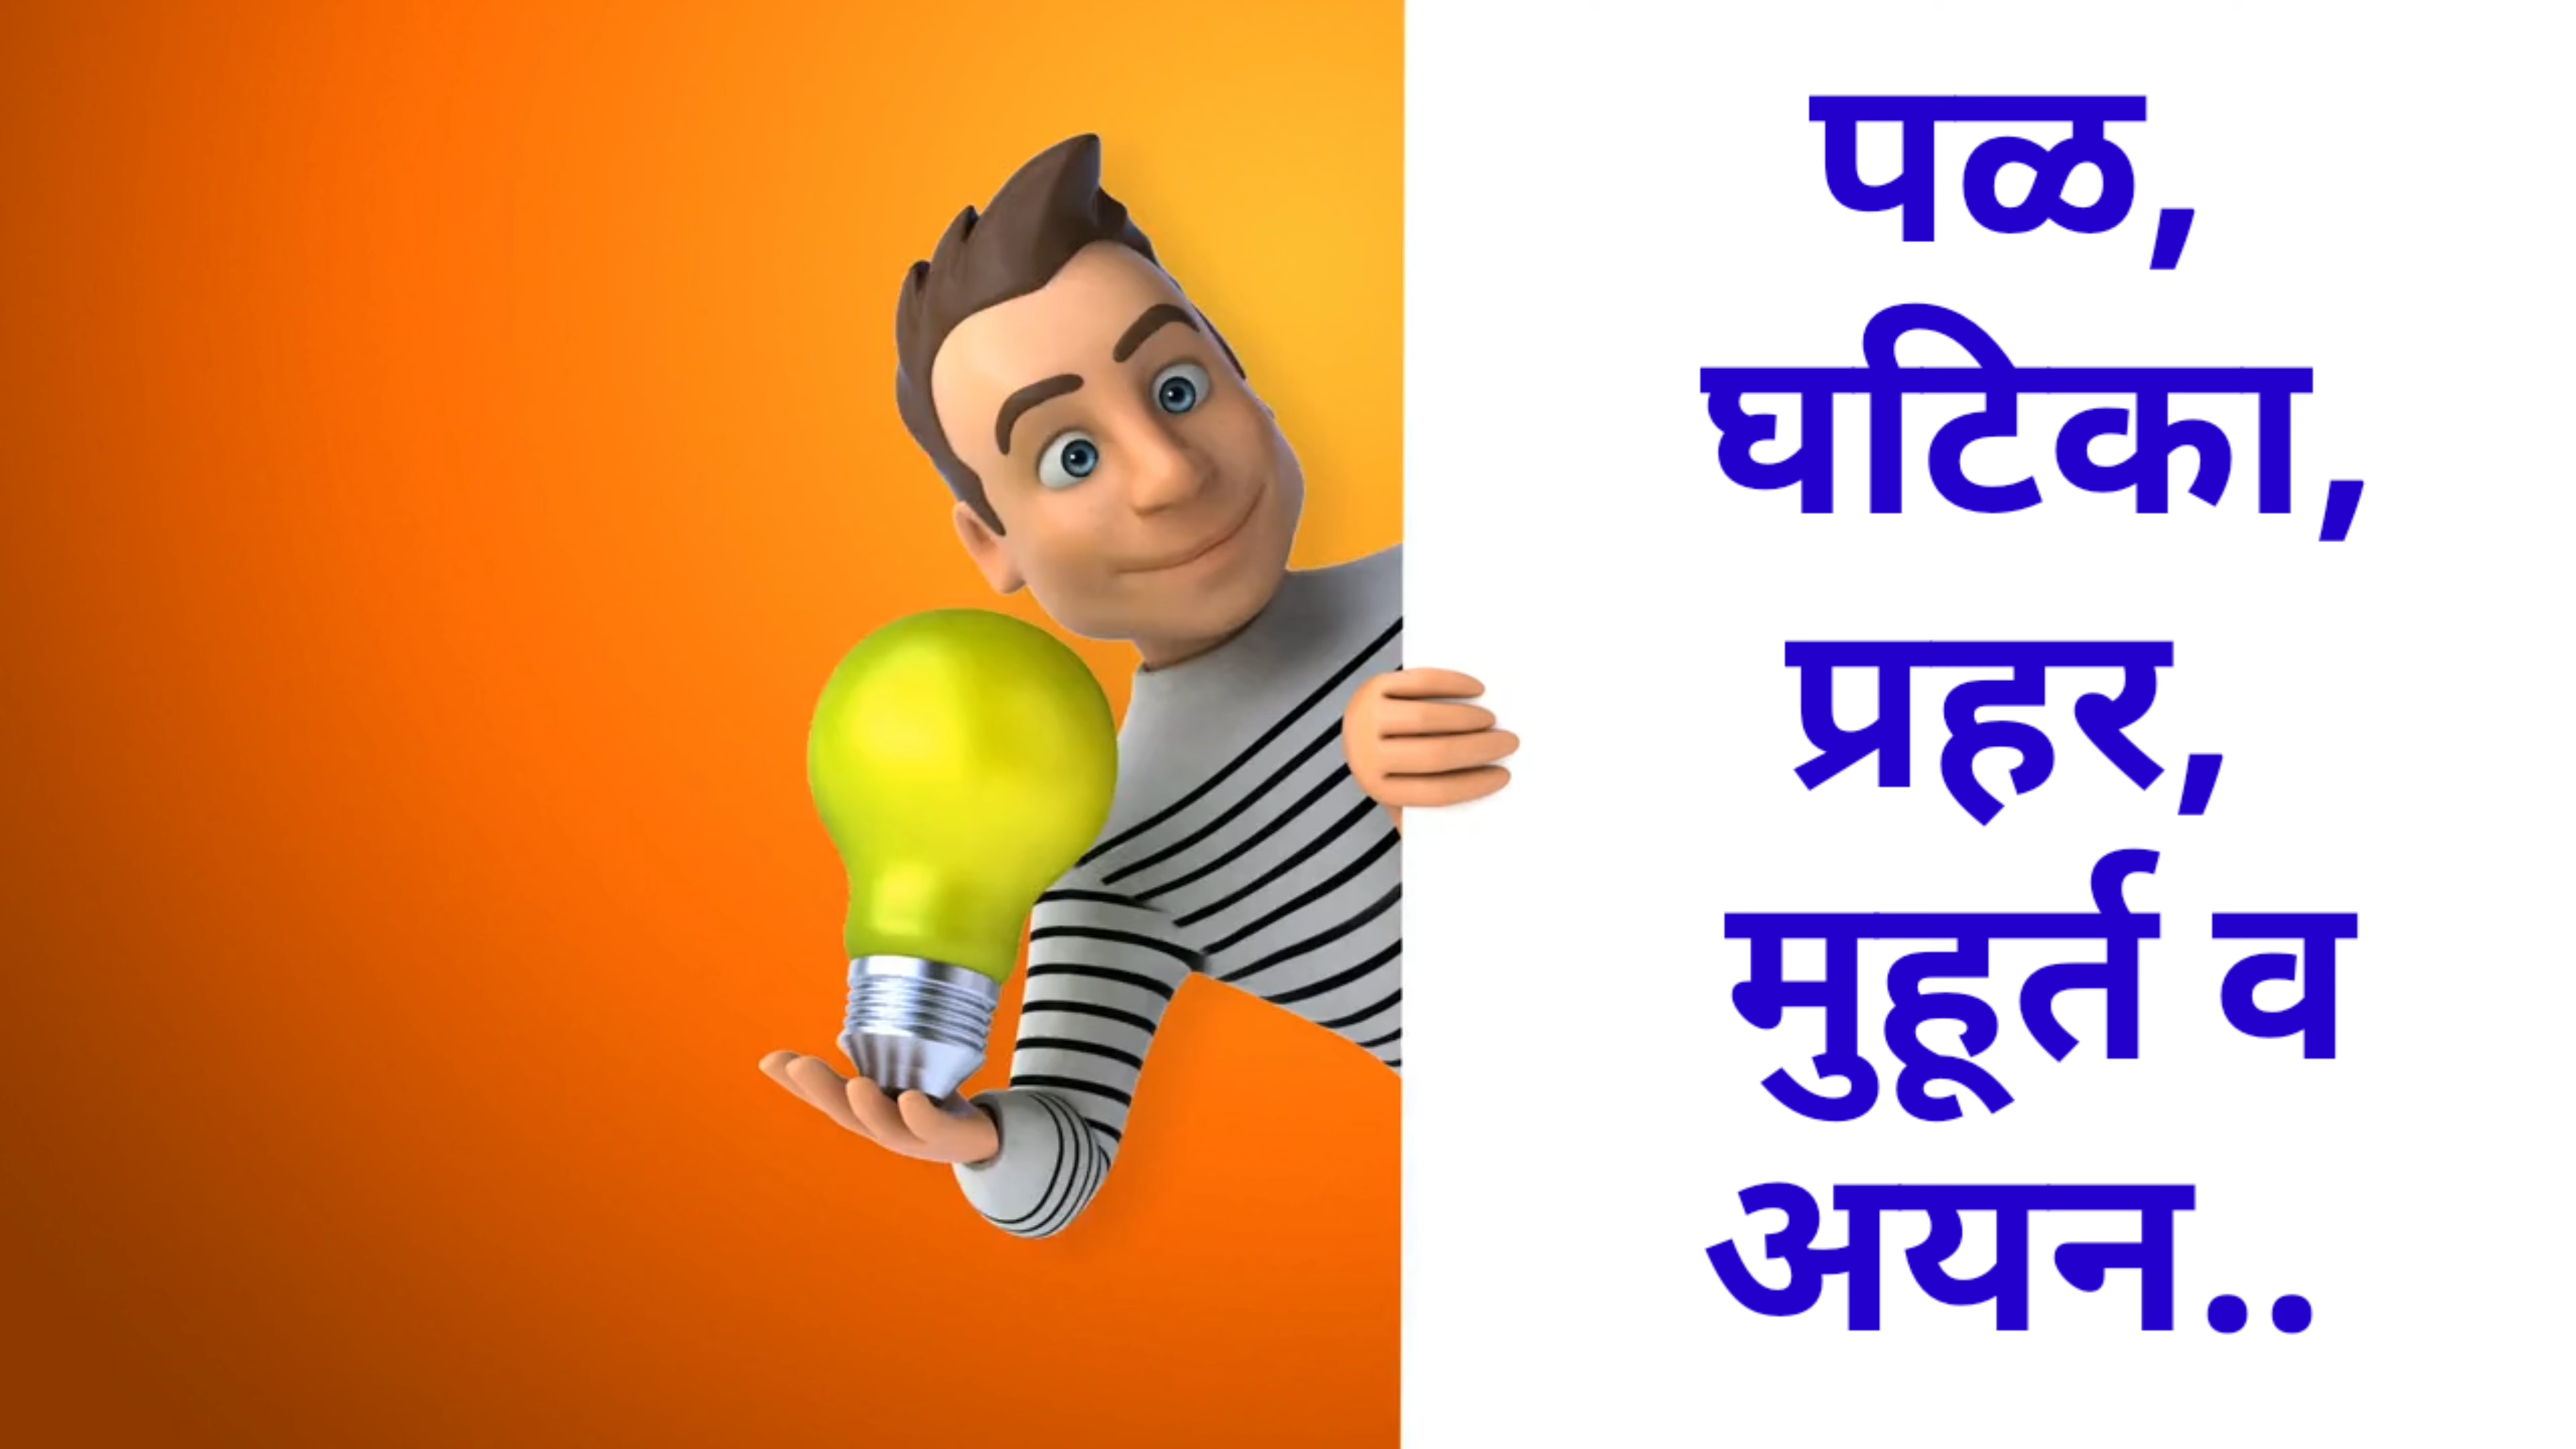 पळ,
घटिका,
प्रहर,
मुहूर्त व
अयन..